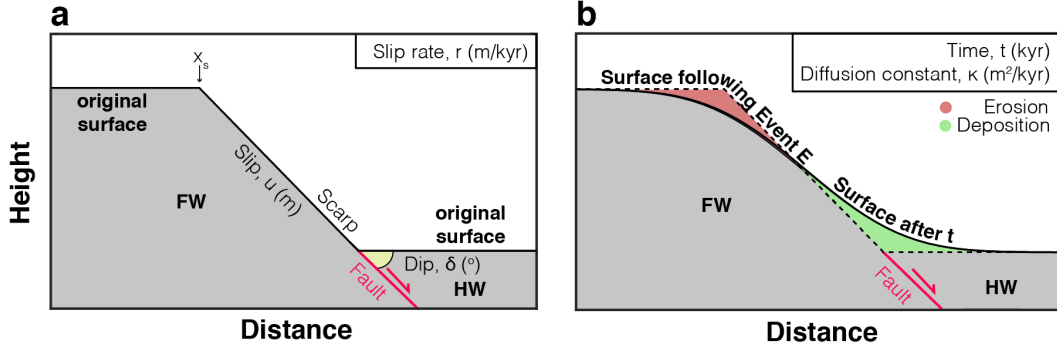 a
Slip rate, r (m/kyr)
xs
original
surface
Slip, u (m)
Scarp
FW
original
surface
Dip, δ (°)
Fault
HW
Height
Distance
b
Time, t (kyr)
Diffusion constant, κ (m²/kyr)
Erosion
Deposition
Surface following Event E
Surface after t
FW
Fault
HW
Distance